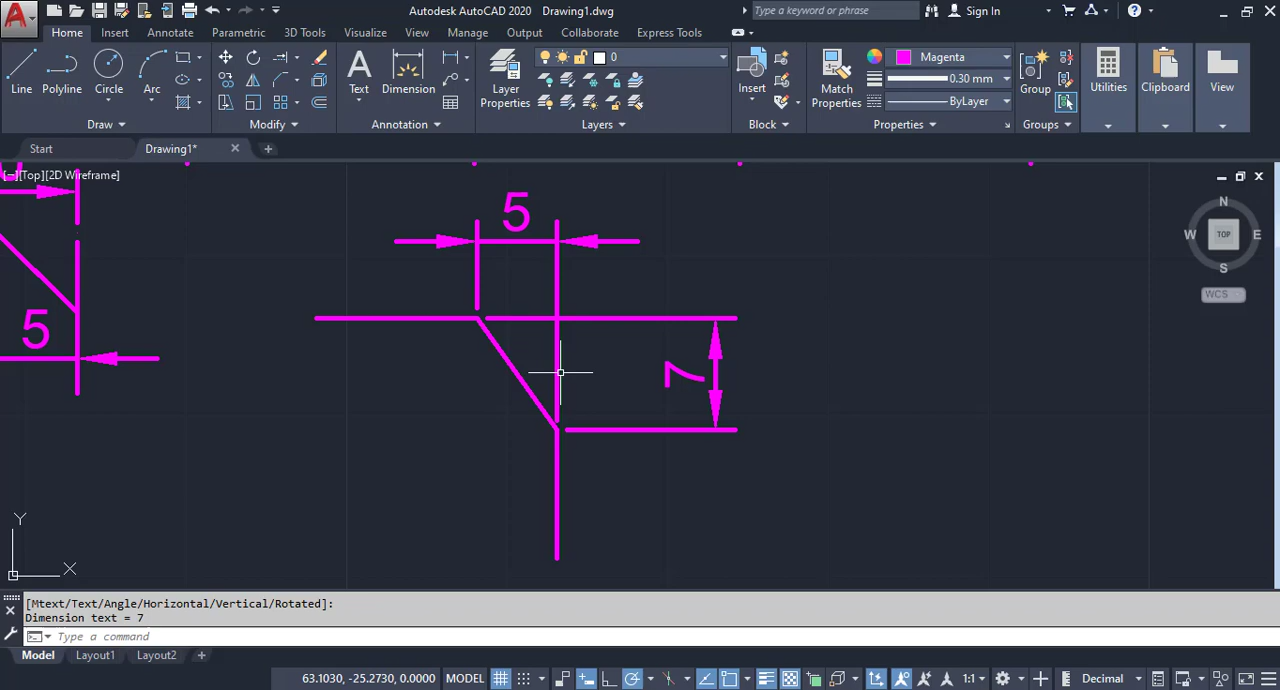 Autodesk AutoCAD 2020 Drawing1.dwg
Type a keyword or phrase
Sign In
Home Insert Annotate Parametric 3D Tools Visualize View Manage Output Collaborate Express Tools
Line Polyline Circle Arc
Draw
Modify
Text Dimension
Annotation
Layer Properties
0
Layers
Insert
Block
Match Properties
Magenta
0.30 mm
ByLayer
Properties
Group
Groups
Utilities
Clipboard
View
Start
Drawing1*
[−][Top][2D Wireframe]
5
5
7
N
W TOP E
S
WCS
Y
X
[Mtext/Text/Angle/Horizontal/Vertical/Rotated]:
Dimension text = 7
Type a command
Model Layout1 Layout2
63.1030, -25.2730, 0.0000 MODEL
1:1
Decimal